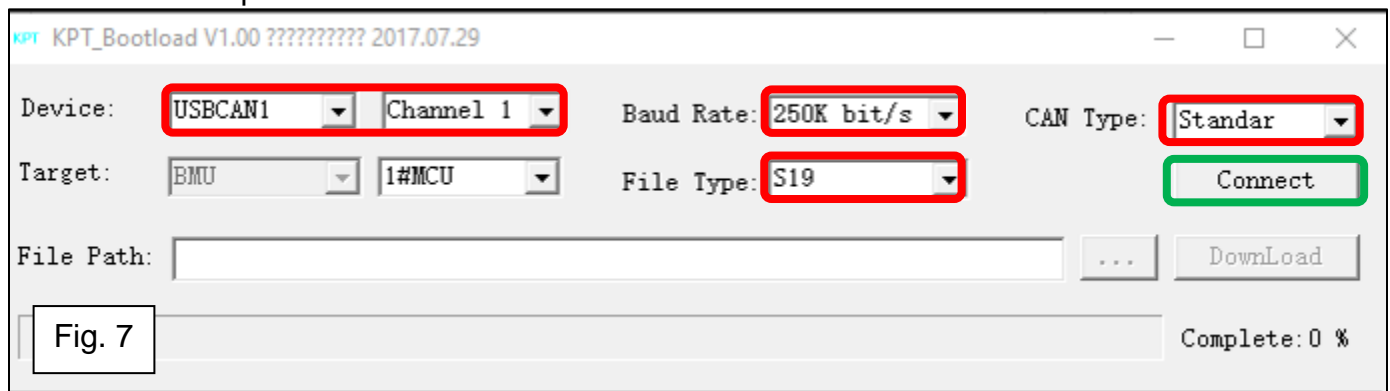 KPT KPT_Bootload V1.00 ?????????? 2017.07.29
Device: USBCAN1 Channel 1 Baud Rate: 250K bit/s CAN Type: Standar
Target: BMU 1#MCU File Type: S19 Connect
File Path: ... DownLoad
Fig. 7 Complete:0 %